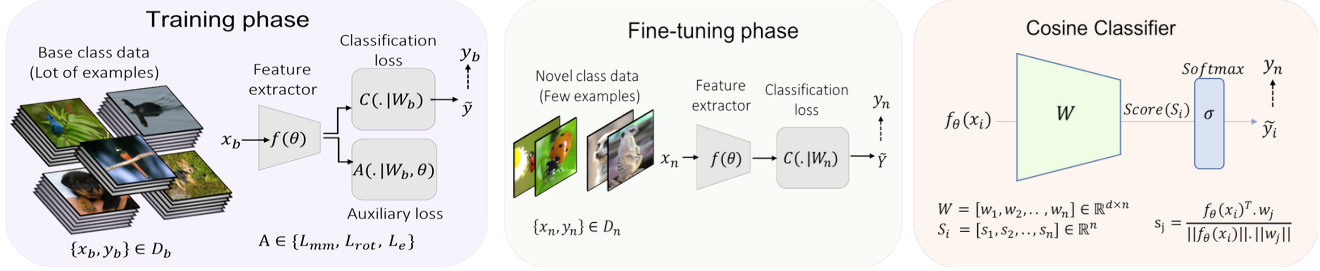 Training phase
Base class data
(Lot of examples)
Feature
extractor
Classification
loss
y_b
C(. |W_b)
ỹ
x_b
f(θ)
A(. |W_b, θ)
Auxiliary loss
{x_b, y_b} ∈ D_b
A ∈ {L_mm, L_rot, L_e}
Fine-tuning phase
Novel class data
(Few examples)
Feature
extractor
Classification
loss
y_n
x_n
f(θ)
C(. |W_n)
Ỹ
{x_n, y_n} ∈ D_n
Cosine Classifier
Softmax
y_n
f_θ(x_i)
W
Score(S_i)
σ
ỹ_i
W = [w_1, w_2, . . , w_n] ∈ ℝ^{d×n}
S_i = [s_1, s_2, . . , s_n] ∈ ℝ^n
s_j = f_θ(x_i)^T . w_j / ||f_θ(x_i)||. ||w_j||